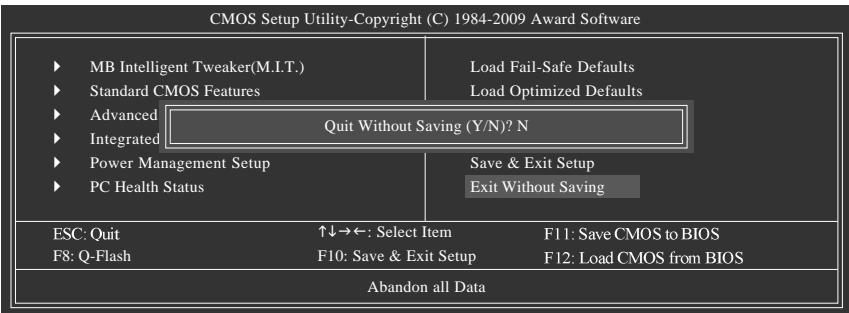 CMOS Setup Utility-Copyright (C) 1984-2009 Award Software
MB Intelligent Tweaker(M.I.T.)
Standard CMOS Features
Advanced
Integrated
Power Management Setup
PC Health Status
Load Fail-Safe Defaults
Load Optimized Defaults
Save & Exit Setup
Exit Without Saving
Quit Without Saving (Y/N)? N
ESC: Quit ↑↓→←: Select Item F11: Save CMOS to BIOS
F8: Q-Flash F10: Save & Exit Setup F12: Load CMOS from BIOS
Abandon all Data